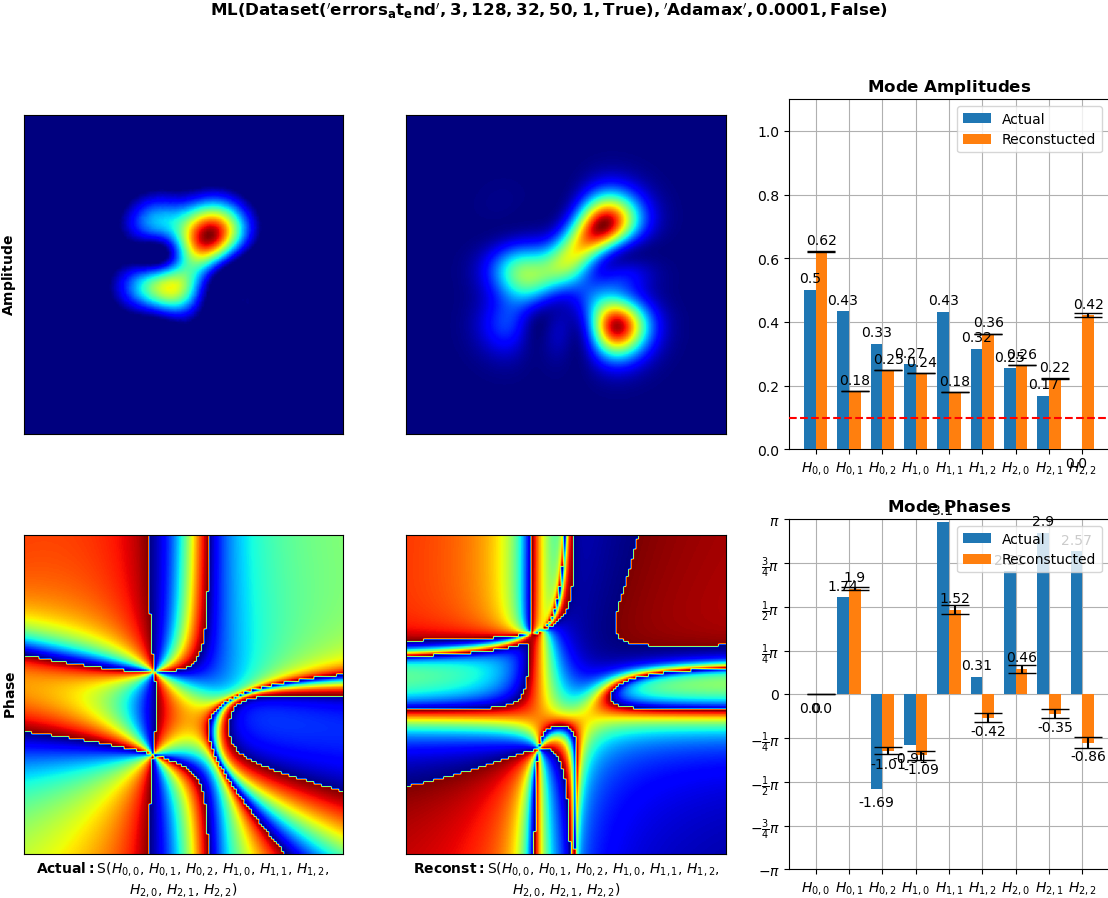 ML(Dataset('errors_at_end', 3, 128, 32, 50, 1, True), 'Adamax', 0.0001, False)
Mode Amplitudes
Amplitude
Actual
Reconstucted
1.0
0.8
0.6
0.4
0.2
0.0
0.5
0.62
0.43
0.18
0.33
0.25
0.27
0.24
0.43
0.18
0.32
0.36
0.25
0.26
0.17
0.22
0.0
0.42
H0,0 H0,1 H0,2 H1,0 H1,1 H1,2 H2,0 H2,1 H2,2
Mode Phases
Phase
Actual
Reconstucted
π
3/4π
1/2π
1/4π
0
−1/4π
−1/2π
−3/4π
−π
0.0
0.0
1.74
1.9
-1.69
-1.01
-0.91
-1.09
3.1
1.52
0.31
-0.42
0.46
2.9
-0.35
2.57
-0.86
H0,0 H0,1 H0,2 H1,0 H1,1 H1,2 H2,0 H2,1 H2,2
Actual: S(H0,0, H0,1, H0,2, H1,0, H1,1, H1,2,
H2,0, H2,1, H2,2)
Reconst: S(H0,0, H0,1, H0,2, H1,0, H1,1, H1,2,
H2,0, H2,1, H2,2)